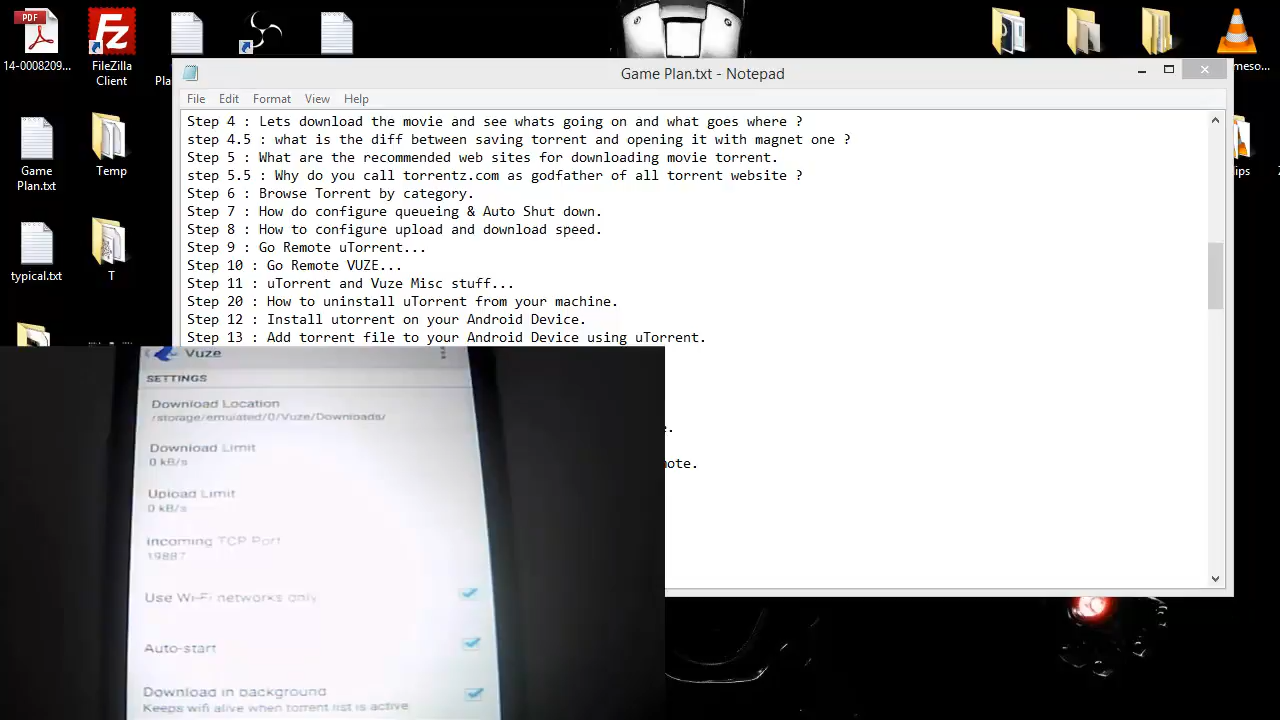 14-0008209...
FileZilla
Client
Pla
meso...
Game Plan.txt - Notepad
File Edit Format View Help
Step 4 : Lets download the movie and see whats going on and what goes where ?
step 4.5 : what is the diff between saving torrent and opening it with magnet one ?
Step 5 : What are the recommended web sites for downloading movie torrent.
step 5.5 : Why do you call torrentz.com as godfather of all torrent website ?
Step 6 : Browse Torrent by category.
Step 7 : How do configure queueing & Auto Shut down.
Step 8 : How to configure upload and download speed.
Step 9 : Go Remote uTorrent...
Step 10 : Go Remote VUZE...
Step 11 : uTorrent and Vuze Misc stuff...
Step 20 : How to uninstall uTorrent from your machine.
Step 12 : Install utorrent on your Android Device.
Step 13 : Add torrent file to your Android Device using uTorrent.
e.
ote.
Game
Plan.txt
Temp
typical.txt
T
ips
Vuze
SETTINGS
Download Location
/storage/emulated/0/Vuze/Downloads/
Download Limit
0 kB/s
Upload Limit
0 kB/s
Incoming TCP Port
19887
Use Wi-Fi networks only
Auto-start
Download in background
Keeps wifi alive when torrent list is active